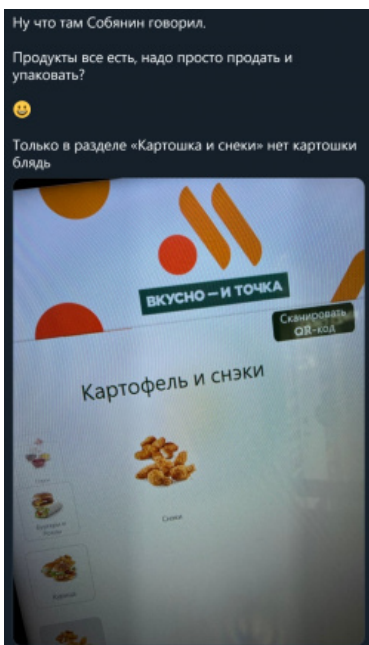 Ну что там Собянин говорил.
Продукты все есть, надо просто продать и
упаковать?
Только в разделе «Картошка и снеки» нет картошки
блядь
ВКУСНО – И ТОЧКА
Сканировать
QR-код
Картофель и снэки
Снэки